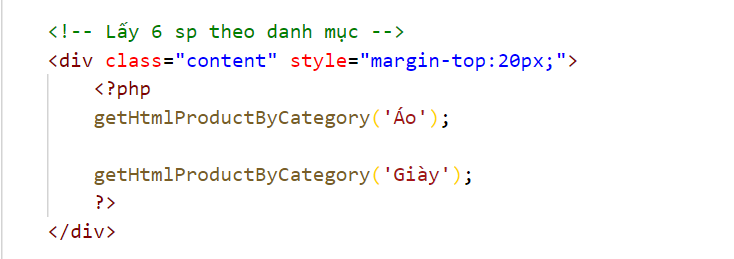 <!-- Lấy 6 sp theo danh mục -->
<div class="content" style="margin-top:20px;">
<?php
getHtmlProductByCategory('Áo');
getHtmlProductByCategory('Giày');
?>
</div>